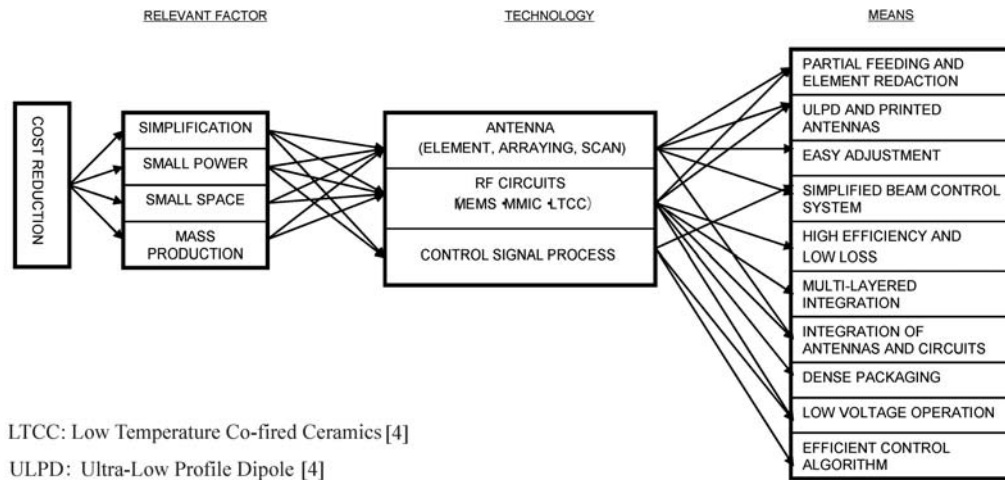 RELEVANT FACTOR
TECHNOLOGY
MEANS
COST REDUCTION
SIMPLIFICATION
SMALL POWER
SMALL SPACE
MASS
PRODUCTION
ANTENNA
(ELEMENT, ARRAYING, SCAN)
RF CIRCUITS
(MEMS・MMIC・LTCC)
CONTROL SIGNAL PROCESS
PARTIAL FEEDING AND
ELEMENT REDACTION
ULPD AND PRINTED
ANTENNAS
EASY ADJUSTMENT
SIMPLIFIED BEAM CONTROL
SYSTEM
HIGH EFFICIENCY AND
LOW LOSS
MULTI-LAYERED
INTEGRATION
INTEGRATION OF
ANTENNAS AND CIRCUITS
DENSE PACKAGING
LOW VOLTAGE OPERATION
EFFICIENT CONTROL
ALGORITHM
LTCC: Low Temperature Co-fired Ceramics [4]
ULPD: Ultra-Low Profile Dipole [4]